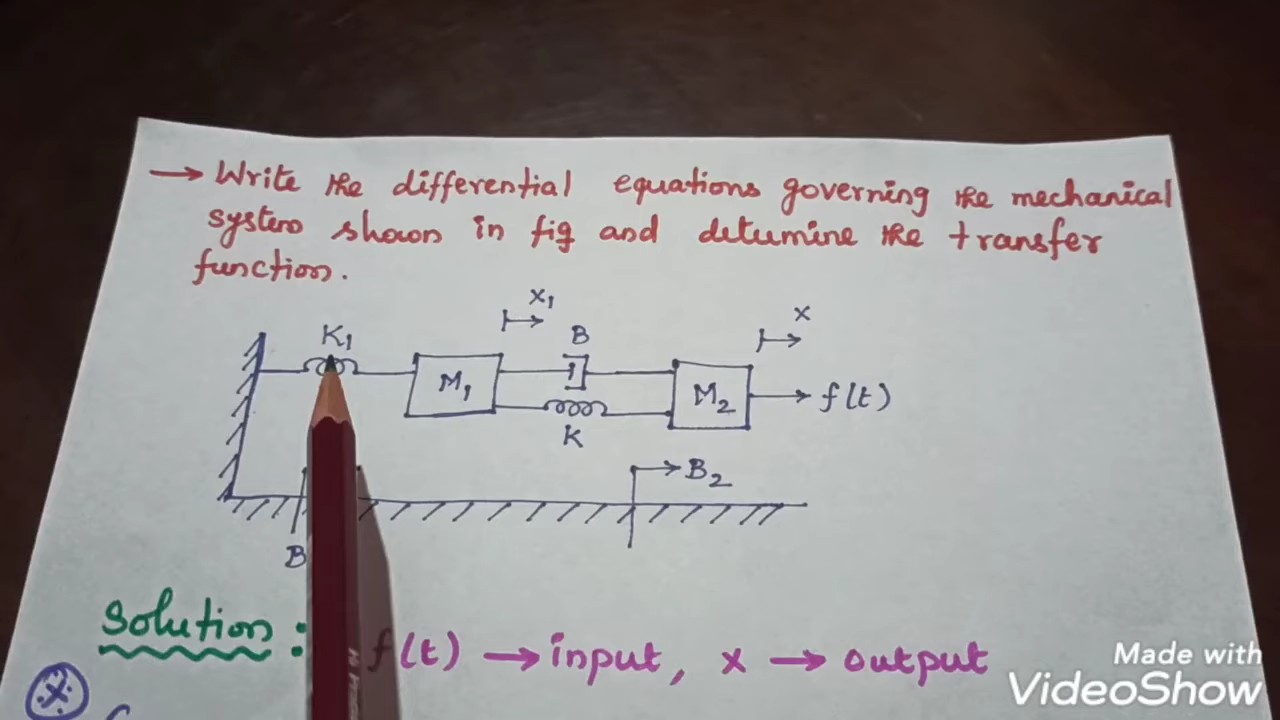 → Write the differential equations governing the mechanical
system shown in fig and detumine the transfer
function.
x₁
x
K₁
B
M₁
M₂
f(t)
K
B₂
B
Solution :
f(t) → input, x → output
Made with
VideoShow